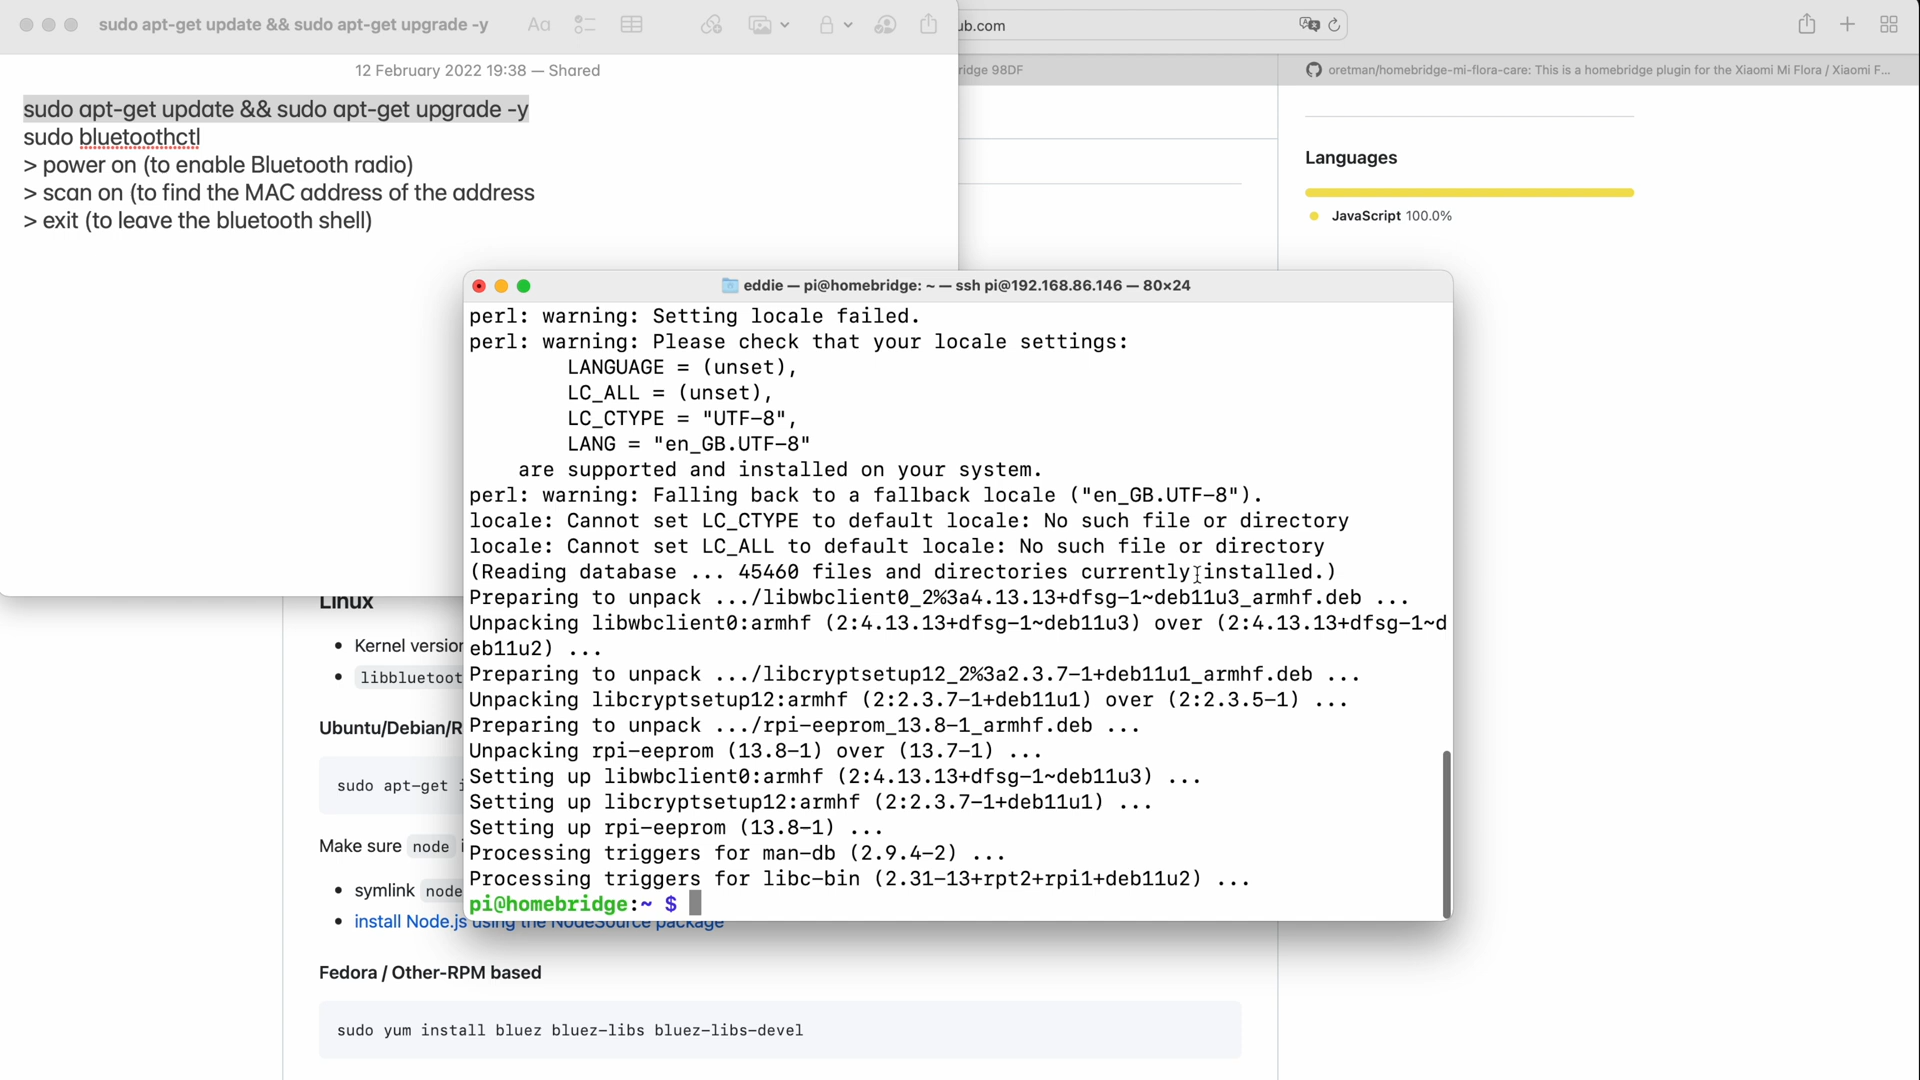 sudo apt-get update && sudo apt-get upgrade -y
Aa
12 February 2022 19:38 — Shared
sudo apt-get update && sudo apt-get upgrade -y
sudo bluetoothctl
> power on (to enable Bluetooth radio)
> scan on (to find the MAC address of the address
> exit (to leave the bluetooth shell)
ub.com
ridge 98DF
oretman/homebridge-mi-flora-care: This is a homebridge plugin for the Xiaomi Mi Flora / Xiaomi F...
Languages
JavaScript 100.0%
eddie — pi@homebridge: ~ — ssh pi@192.168.86.146 — 80×24
perl: warning: Setting locale failed.
perl: warning: Please check that your locale settings:
LANGUAGE = (unset),
LC_ALL = (unset),
LC_CTYPE = "UTF-8",
LANG = "en_GB.UTF-8"
are supported and installed on your system.
perl: warning: Falling back to a fallback locale ("en_GB.UTF-8").
locale: Cannot set LC_CTYPE to default locale: No such file or directory
locale: Cannot set LC_ALL to default locale: No such file or directory
(Reading database ... 45460 files and directories currently installed.)
Preparing to unpack .../libwbclient0_2%3a4.13.13+dfsg-1~deb11u3_armhf.deb ...
Unpacking libwbclient0:armhf (2:4.13.13+dfsg-1~deb11u3) over (2:4.13.13+dfsg-1~d
eb11u2) ...
Preparing to unpack .../libcryptsetup12_2%3a2.3.7-1+deb11u1_armhf.deb ...
Unpacking libcryptsetup12:armhf (2:2.3.7-1+deb11u1) over (2:2.3.5-1) ...
Preparing to unpack .../rpi-eeprom_13.8-1_armhf.deb ...
Unpacking rpi-eeprom (13.8-1) over (13.7-1) ...
Setting up libwbclient0:armhf (2:4.13.13+dfsg-1~deb11u3) ...
Setting up libcryptsetup12:armhf (2:2.3.7-1+deb11u1) ...
Setting up rpi-eeprom (13.8-1) ...
Processing triggers for man-db (2.9.4-2) ...
Processing triggers for libc-bin (2.31-13+rpt2+rpi1+deb11u2) ...
pi@homebridge:~ $
Linux
Kernel version
libbluetoot
Ubuntu/Debian/R
sudo apt-get i
Make sure node i
symlink node
install Node.js using the NodeSource package
Fedora / Other-RPM based
sudo yum install bluez bluez-libs bluez-libs-devel